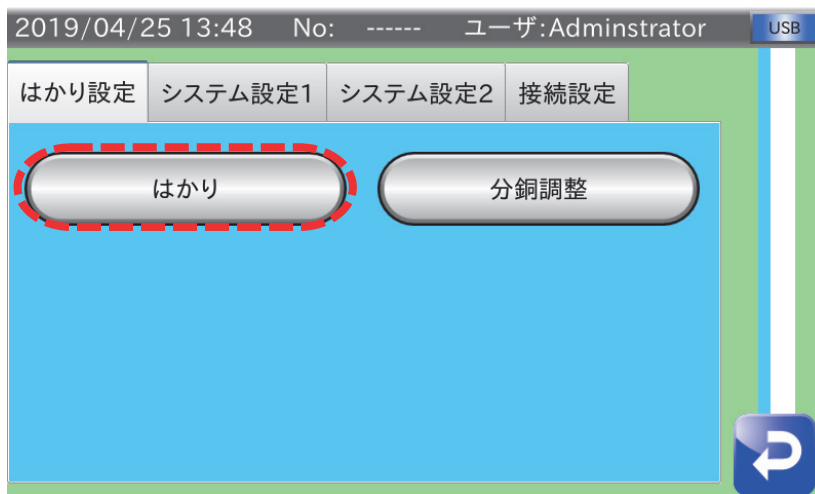 2019/04/25 13:48 No: ------ ユーザ:Adminstrator USB
はかり設定 システム設定1 システム設定2 接続設定
はかり 分銅調整